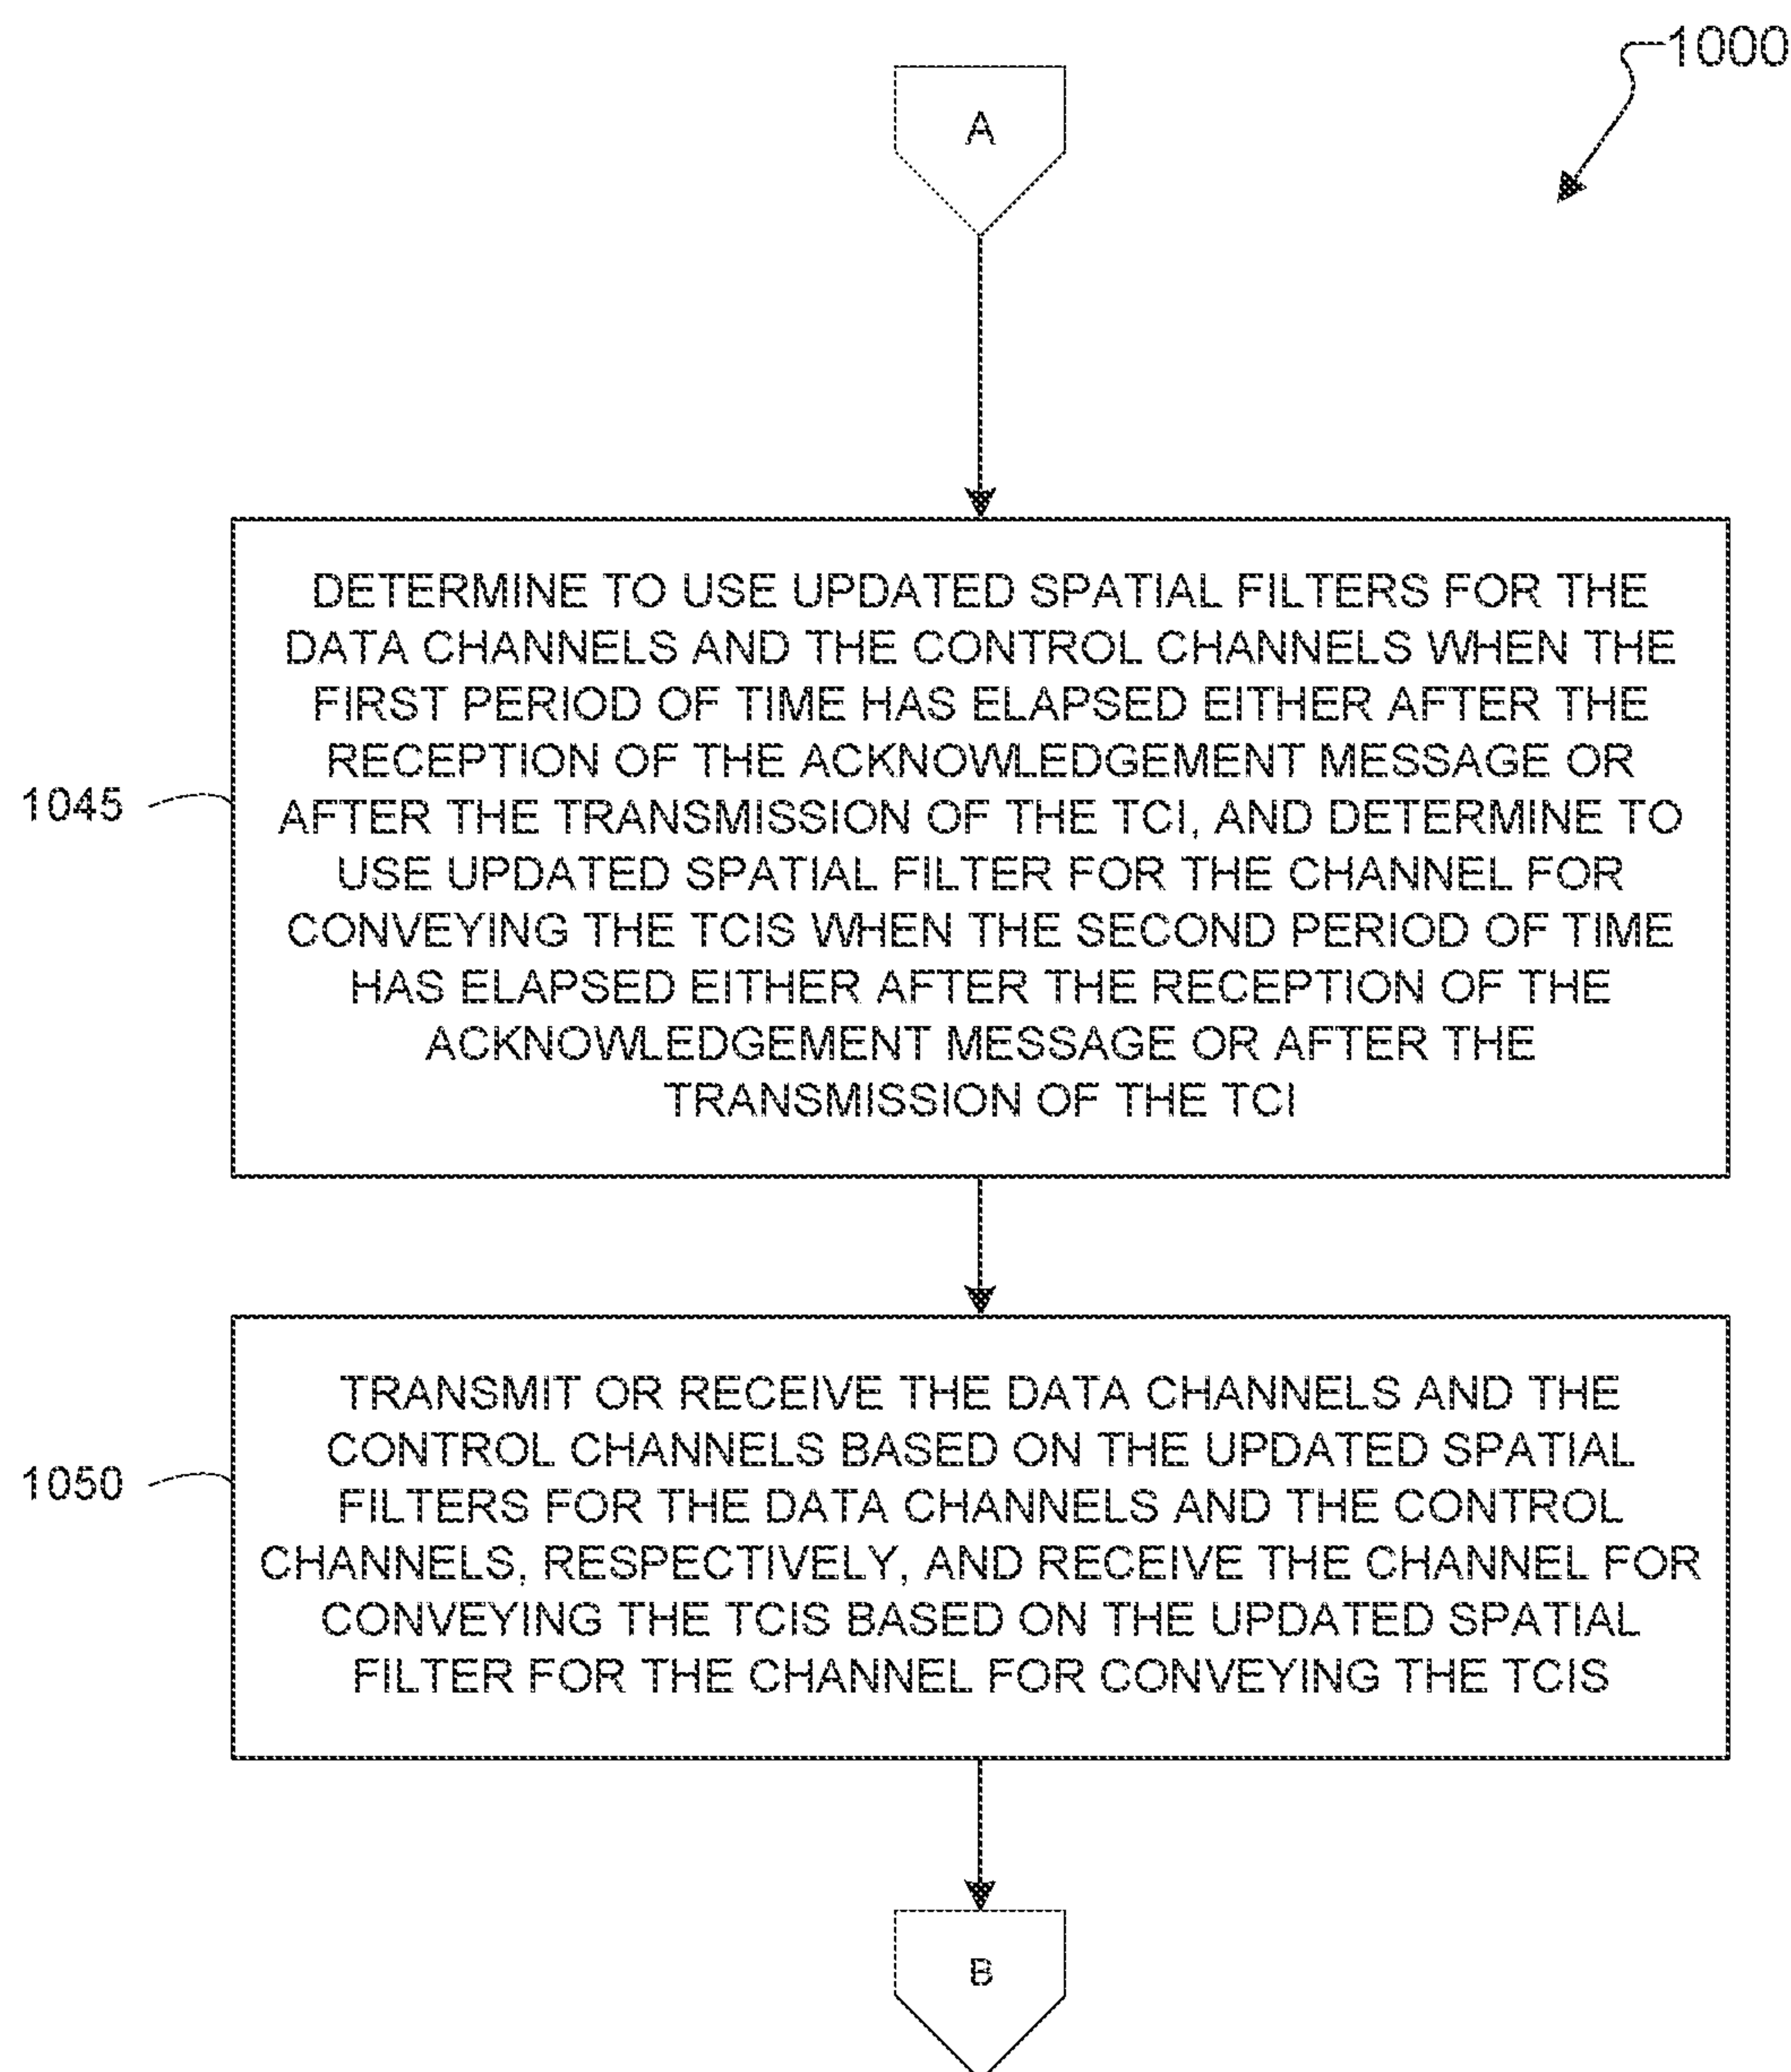 1000
A
1045
DETERMINE TO USE UPDATED SPATIAL FILTERS FOR THE
DATA CHANNELS AND THE CONTROL CHANNELS WHEN THE
FIRST PERIOD OF TIME HAS ELAPSED EITHER AFTER THE
RECEPTION OF THE ACKNOWLEDGEMENT MESSAGE OR
AFTER THE TRANSMISSION OF THE TCI, AND DETERMINE TO
USE UPDATED SPATIAL FILTER FOR THE CHANNEL FOR
CONVEYING THE TCIS WHEN THE SECOND PERIOD OF TIME
HAS ELAPSED EITHER AFTER THE RECEPTION OF THE
ACKNOWLEDGEMENT MESSAGE OR AFTER THE
TRANSMISSION OF THE TCI
1050
TRANSMIT OR RECEIVE THE DATA CHANNELS AND THE
CONTROL CHANNELS BASED ON THE UPDATED SPATIAL
FILTERS FOR THE DATA CHANNELS AND THE CONTROL
CHANNELS, RESPECTIVELY, AND RECEIVE THE CHANNEL FOR
CONVEYING THE TCIS BASED ON THE UPDATED SPATIAL
FILTER FOR THE CHANNEL FOR CONVEYING THE TCIS
B